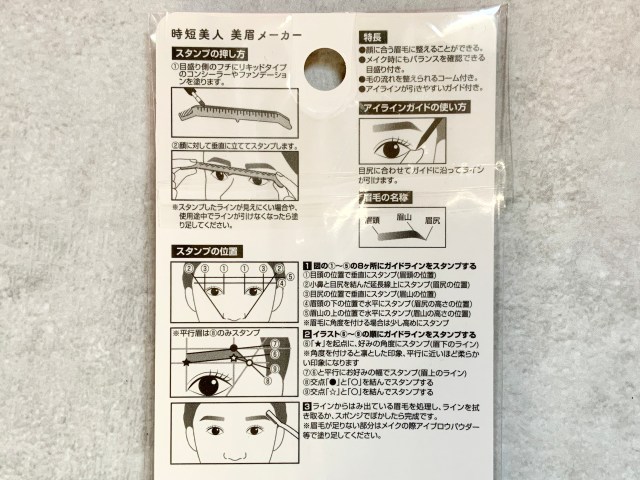 時短美人 美眉メーカー
スタンプの押し方
①目盛り側のフチにリキッドタイプ
のコンシーラーやファンデーション
を塗ります。
②顔に対して垂直に立ててスタンプします。
※スタンプしたラインが見えにくい場合や、
使用途中でラインが引けなくなったら塗
り足してください。
特長
●顔に合う眉毛に整えることができる。
●メイク時にもバランスを確認できる
目盛り付き。
●毛の流れを整えられるコーム付き。
●アイラインが引きやすいガイド付き。
アイラインガイドの使い方
目尻に合わせてガイドに沿ってライン
が引けます。
眉毛の名称
眉頭
眉山
眉尻
スタンプの位置
② ③ ① ① ③ ②
④
⑤
1 図の①〜⑤の8ヶ所にガイドラインをスタンプする
①目頭の位置で垂直にスタンプ(眉頭の位置)
②小鼻と目尻を結んだ延長線上にスタンプ(眉尻の位置)
③目尻の位置で垂直にスタンプ(眉山の位置)
④眉頭の下の位置で水平にスタンプ(眉尻の高さの位置)
⑤眉山の上の位置で水平にスタンプ(眉山の高さの位置)
※眉毛に角度を付ける場合は少し高めにスタンプ
※平行眉は⑥のみスタンプ
⑧
⑨
⑦
⑥
2 イラスト⑥〜⑨の順にガイドラインをスタンプする
⑥「★」を起点に、好みの角度にスタンプ(眉下のライン)
※角度を付けると凛とした印象、平行に近いほど柔らか
い印象になります
⑦⑥と平行にお好みの幅でスタンプ(眉上のライン)
⑧交点「●」と「○」を結んでスタンプする
⑨交点「☆」と「○」を結んでスタンプする
3 ラインからはみ出ている眉毛を処理し、ラインを拭
き取るか、スポンジでぼかしたら完成です。
※眉毛が足りない部分はメイクの際アイブロウパウダー
等で塗り足してください。